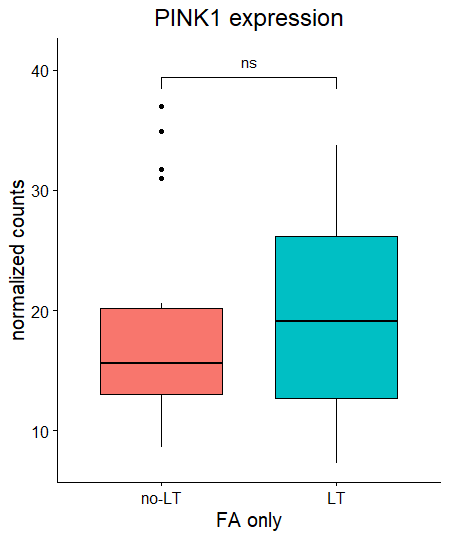 PINK1 expression
ns
40
30
20
10
normalized counts
no-LT LT
FA only